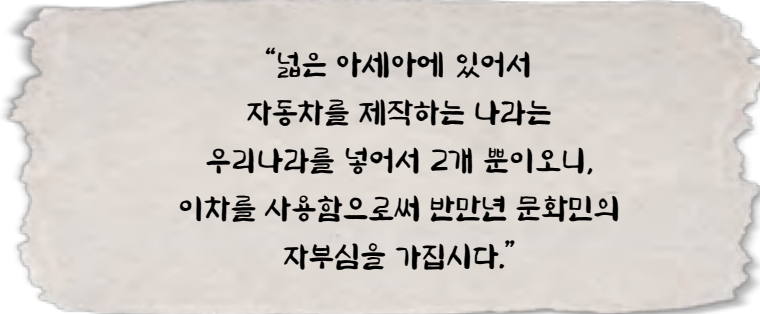 “넓은 아세아에 있어서
자동차를 제작하는 나라는
우리나라를 넣어서 2개 뿐이오니,
이차를 사용함으로써 반만년 문화민의
자부심을 가집시다.”